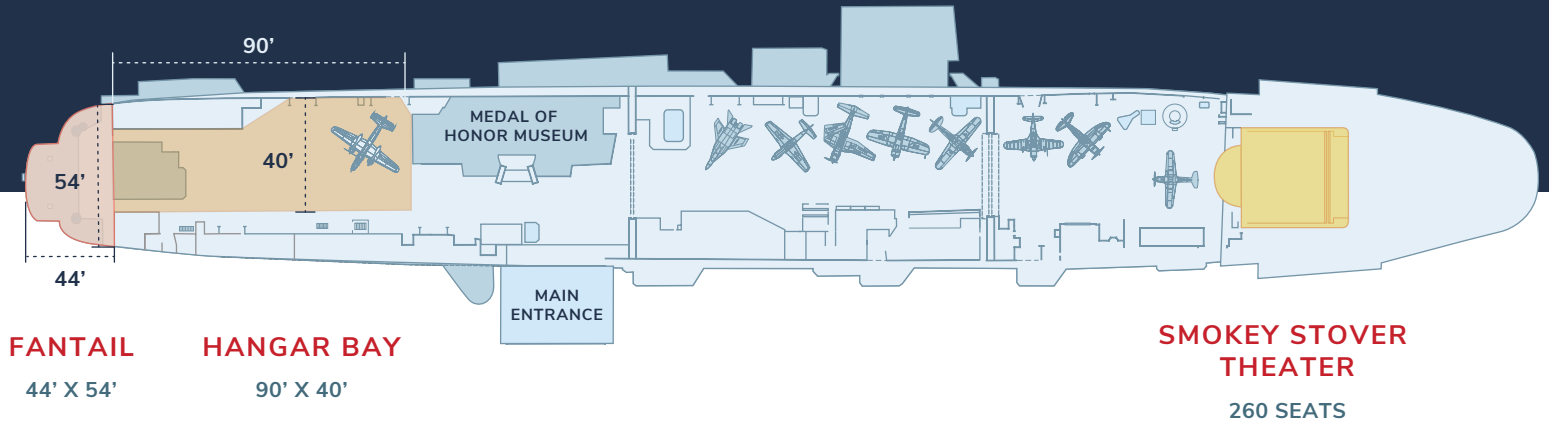 90’
MEDAL OF
HONOR MUSEUM
40’
54’
44’
MAIN
ENTRANCE
FANTAIL
44’ X 54’
HANGAR BAY
90’ X 40’
SMOKEY STOVER
THEATER
260 SEATS